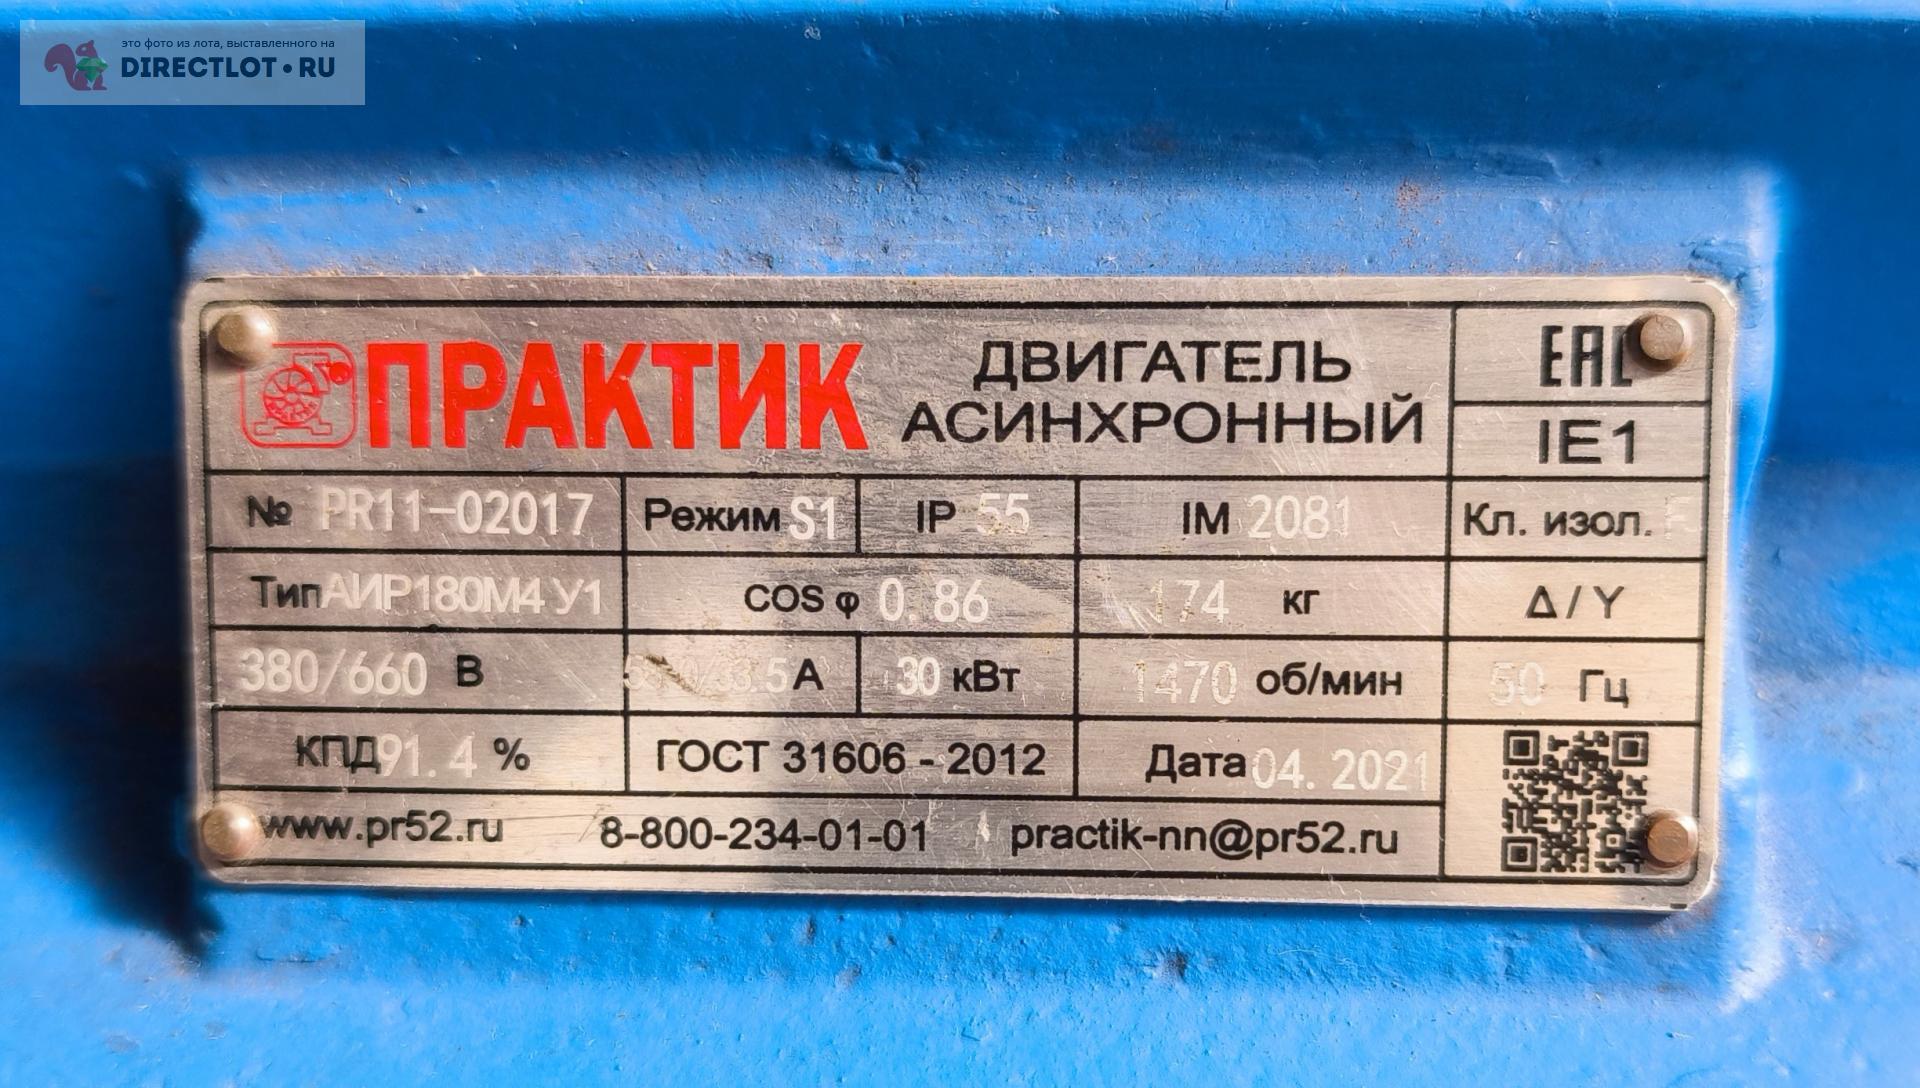 это фото из лота, выставленного на
DIRECTLOT•RU
ПРАКТИК
ДВИГАТЕЛЬ
АСИНХРОННЫЙ
EAC
IE1
№ PR11-02017 Режим S1 IP 55 IM 2081 Кл. изол. F
Тип АИР180М4 У1 COS φ 0.86 174 кг Δ / Y
380/660 В А 30 кВт 1470 об/мин 50 Гц
КПД 91.4 % ГОСТ 31606 - 2012 Дата 04. 2021
www.pr52.ru 8-800-234-01-01 practik-nn@pr52.ru